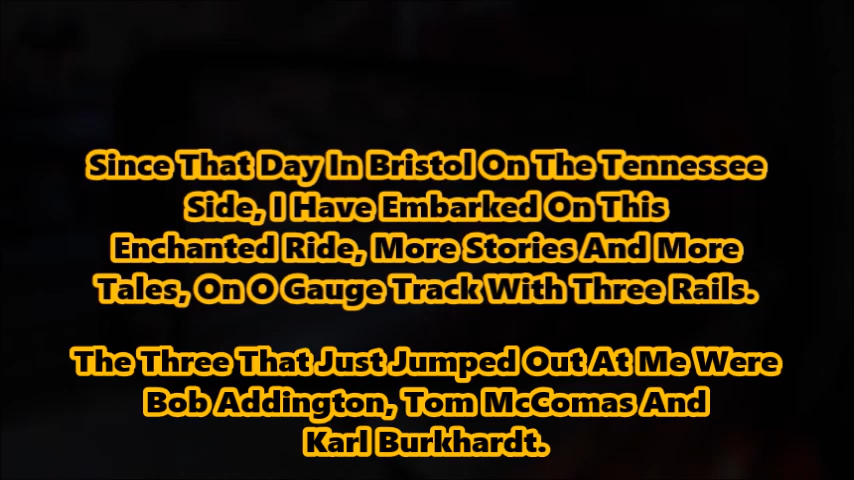 Since That Day In Bristol On The Tennessee
Side, I Have Embarked On This
Enchanted Ride, More Stories And More
Tales, On O Gauge Track With Three Rails.
The Three That Just Jumped Out At Me Were
Bob Addington, Tom McComas And
Karl Burkhardt.